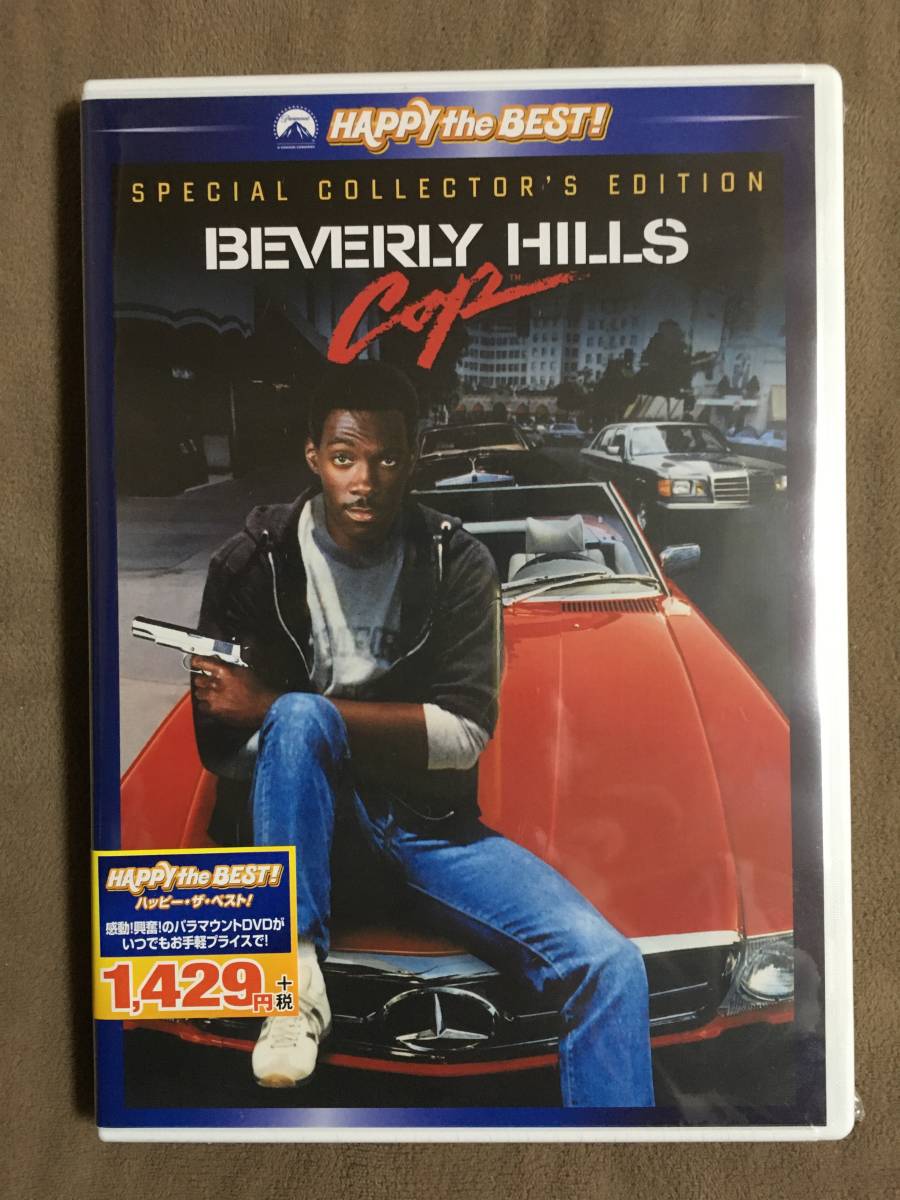 Paramount
HAPPY the BEST!
SPECIAL COLLECTOR'S EDITION
BEVERLY HILLS
Cop™
HAPPY the BEST!
ハッピー・ザ・ベスト!
感動!興奮!のパラマウントDVDが
いつでもお手軽プライスで!
1,429円+税